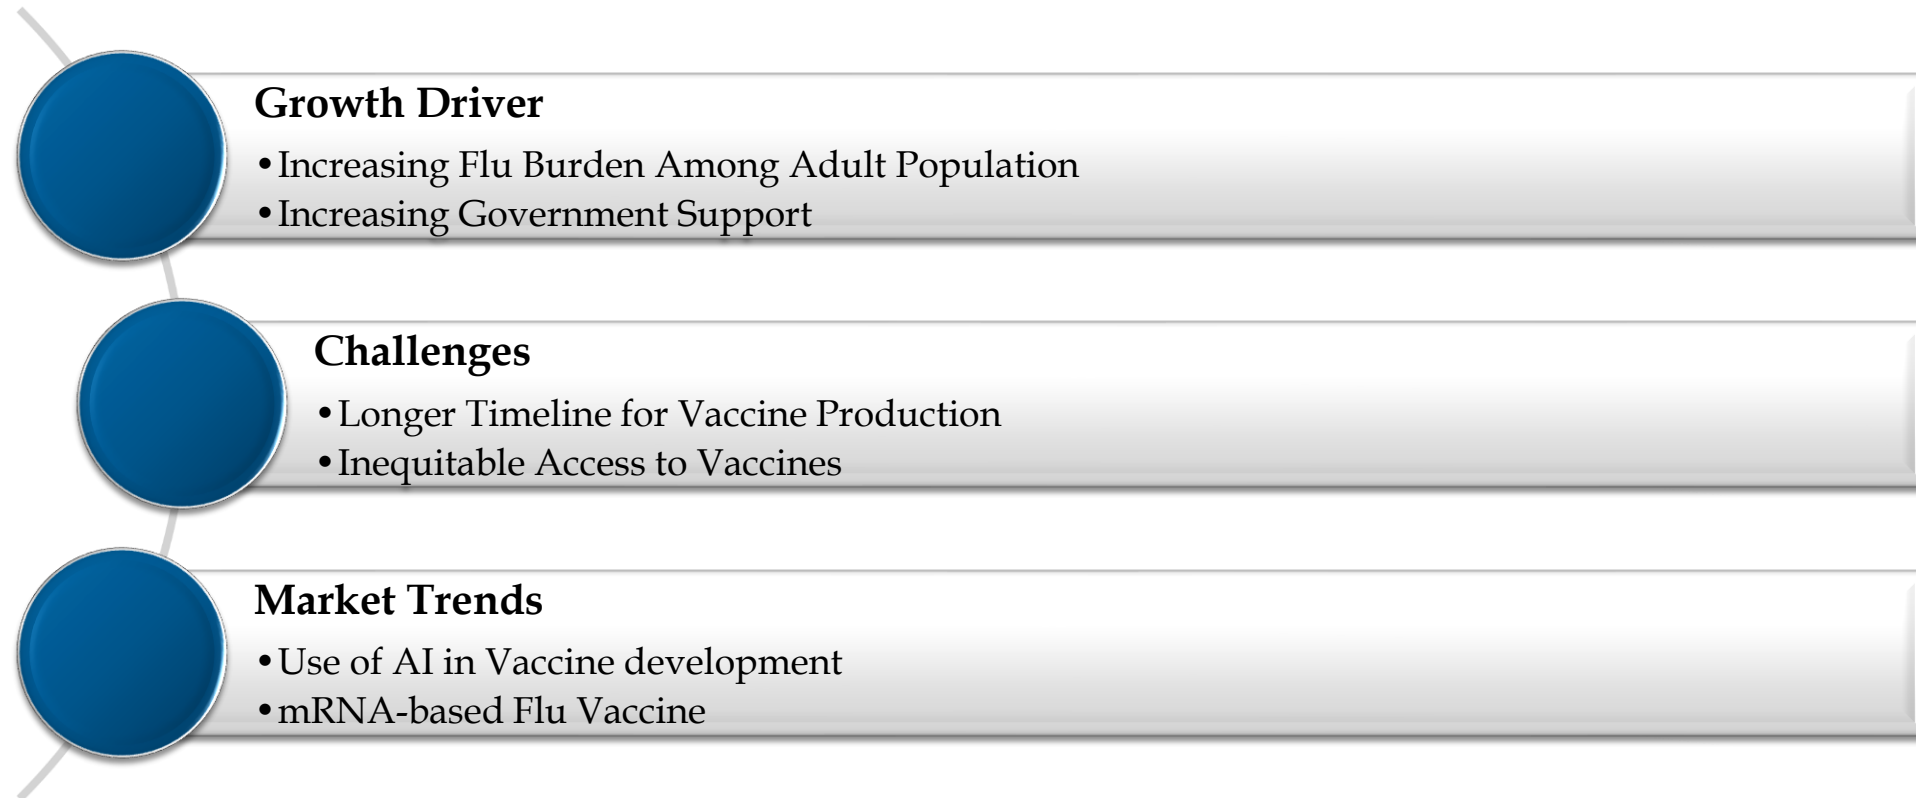 Growth Driver
•Increasing Flu Burden Among Adult Population
•Increasing Government Support
Challenges
•Longer Timeline for Vaccine Production
•Inequitable Access to Vaccines
Market Trends
•Use of AI in Vaccine development
•mRNA-based Flu Vaccine